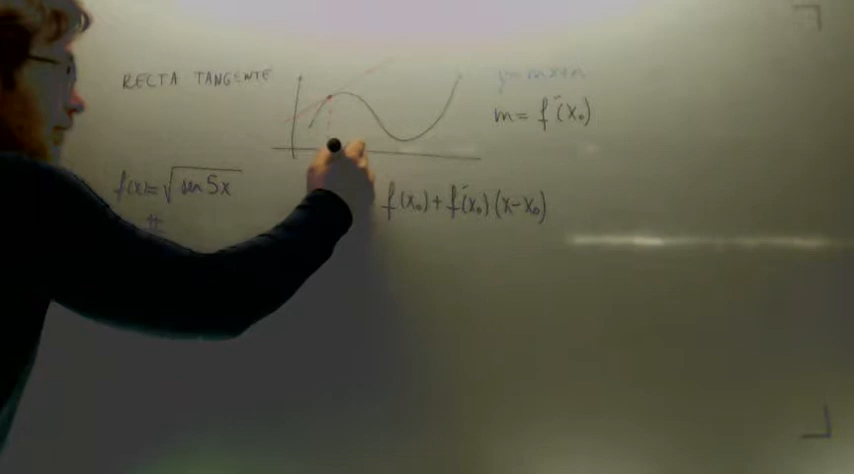 RECTA TANGENTE
y=mx+n
m= f´(x₀)
f(x)= √sen 5x
f(x₀)+f´(x₀)(x-x₀)